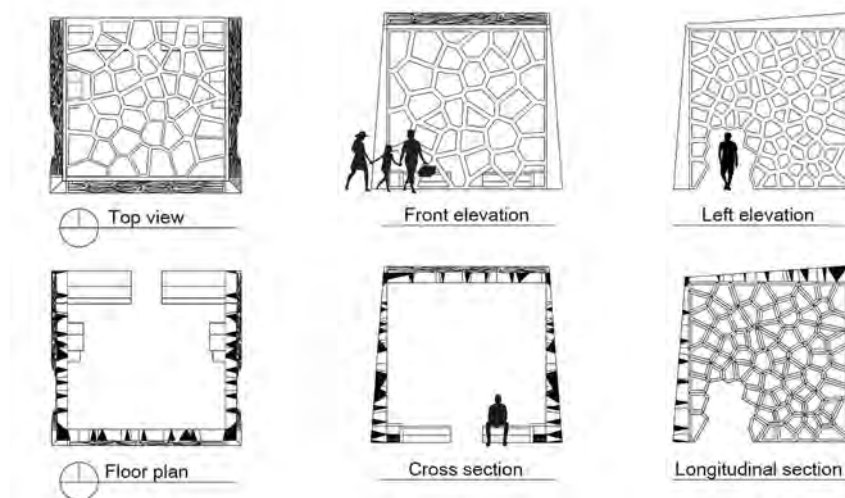 Top view
Front elevation
Left elevation
Floor plan
Cross section
Longitudinal section